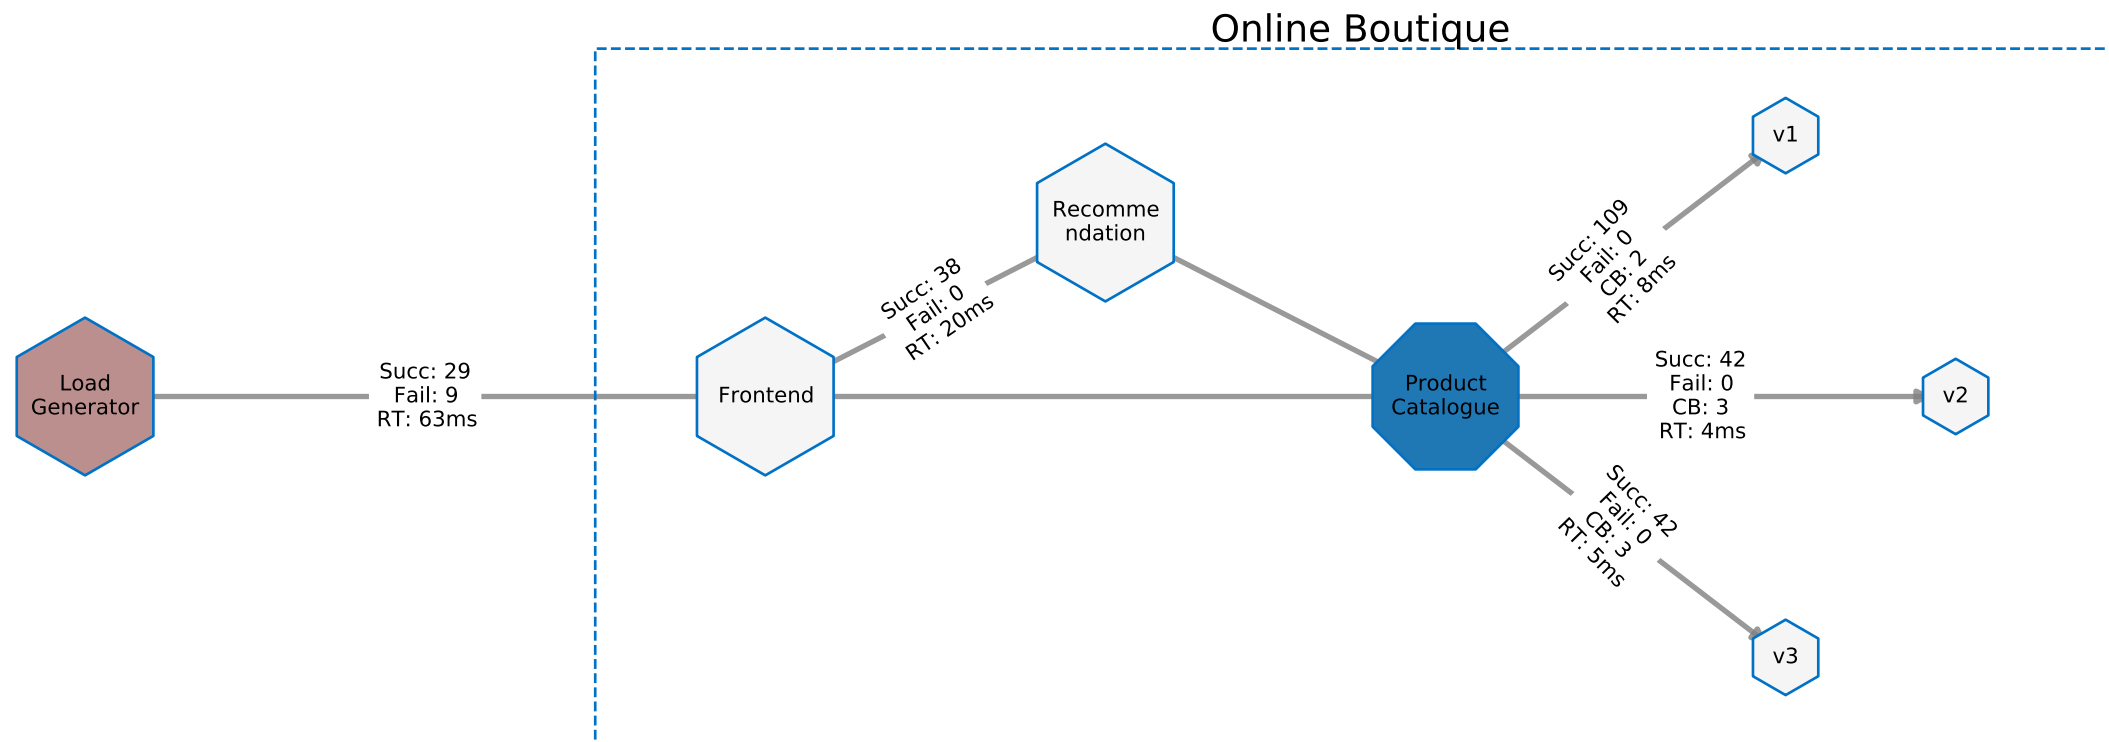 Online Boutique
Load
Generator
Succ: 29
Fail: 9
RT: 63ms
Frontend
Succ: 38
Fail: 0
RT: 20ms
Recomme
ndation
Product
Catalogue
Succ: 109
Fail: 0
CB: 2
RT: 8ms
v1
Succ: 42
Fail: 0
CB: 3
RT: 4ms
v2
Succ: 42
Fail: 0
CB: 3
RT: 5ms
v3